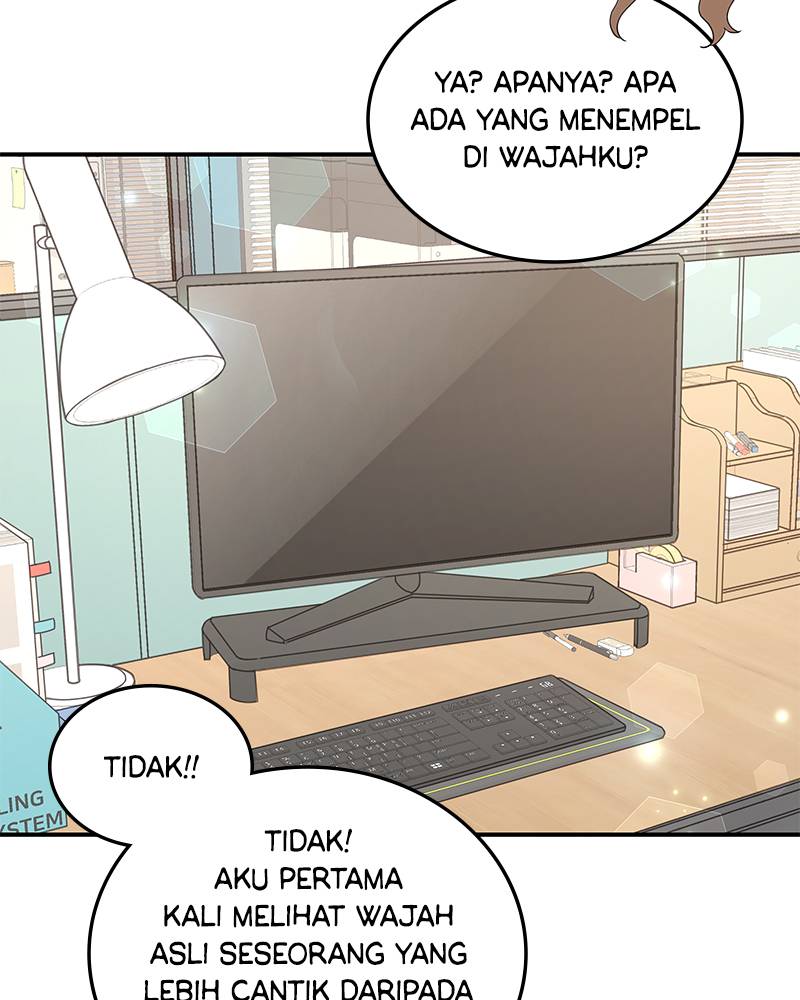 YA? APANYA? APA
ADA YANG MENEMPEL
DI WAJAHKU?
TIDAK!!
LING
YSTEM
TIDAK!
AKU PERTAMA
KALI MELIHAT WAJAH
ASLI SESEORANG YANG
LEBIH CANTIK DARIPADA